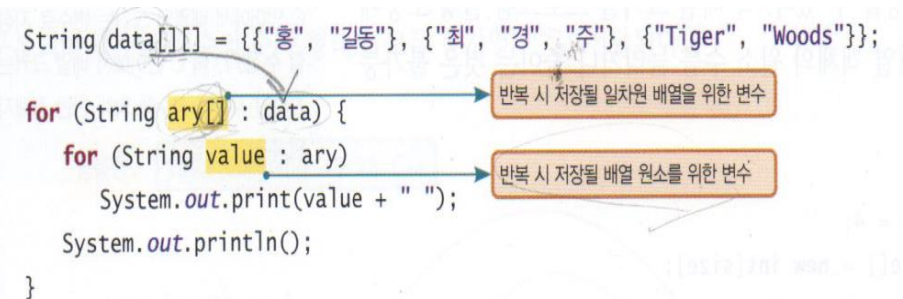 String data[][] = {{"홍", "길동"}, {"최", "경", "주"}, {"Tiger", "Woods"}};
for (String ary[] : data) {
반복 시 저장될 일차원 배열을 위한 변수
for (String value : ary)
반복 시 저장될 배열 원소를 위한 변수
System.out.print(value + " ");
System.out.println();
}